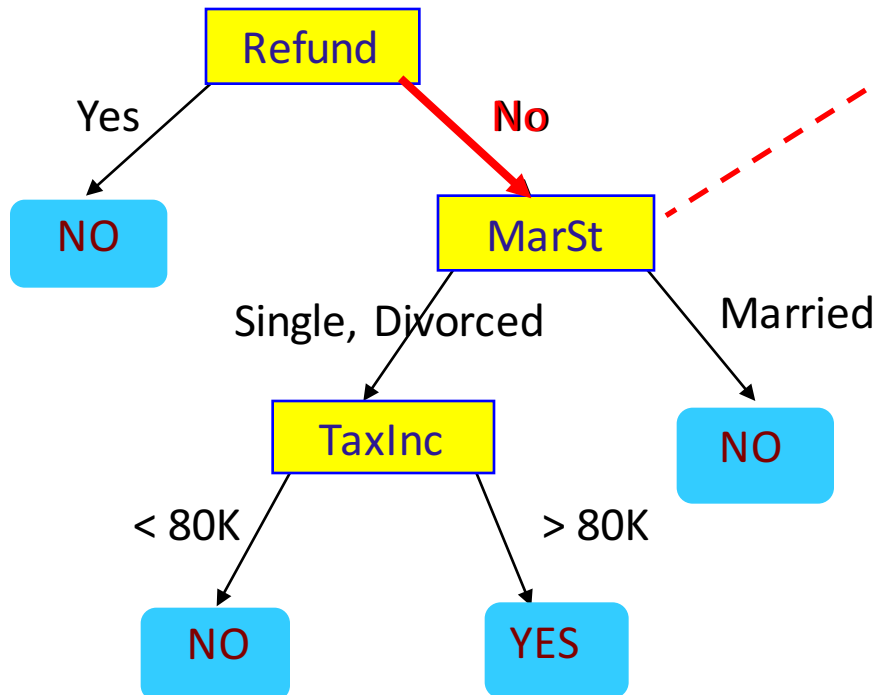 Refund
Yes
No
NO
MarSt
Single, Divorced
Married
TaxInc
NO
< 80K
> 80K
NO
YES